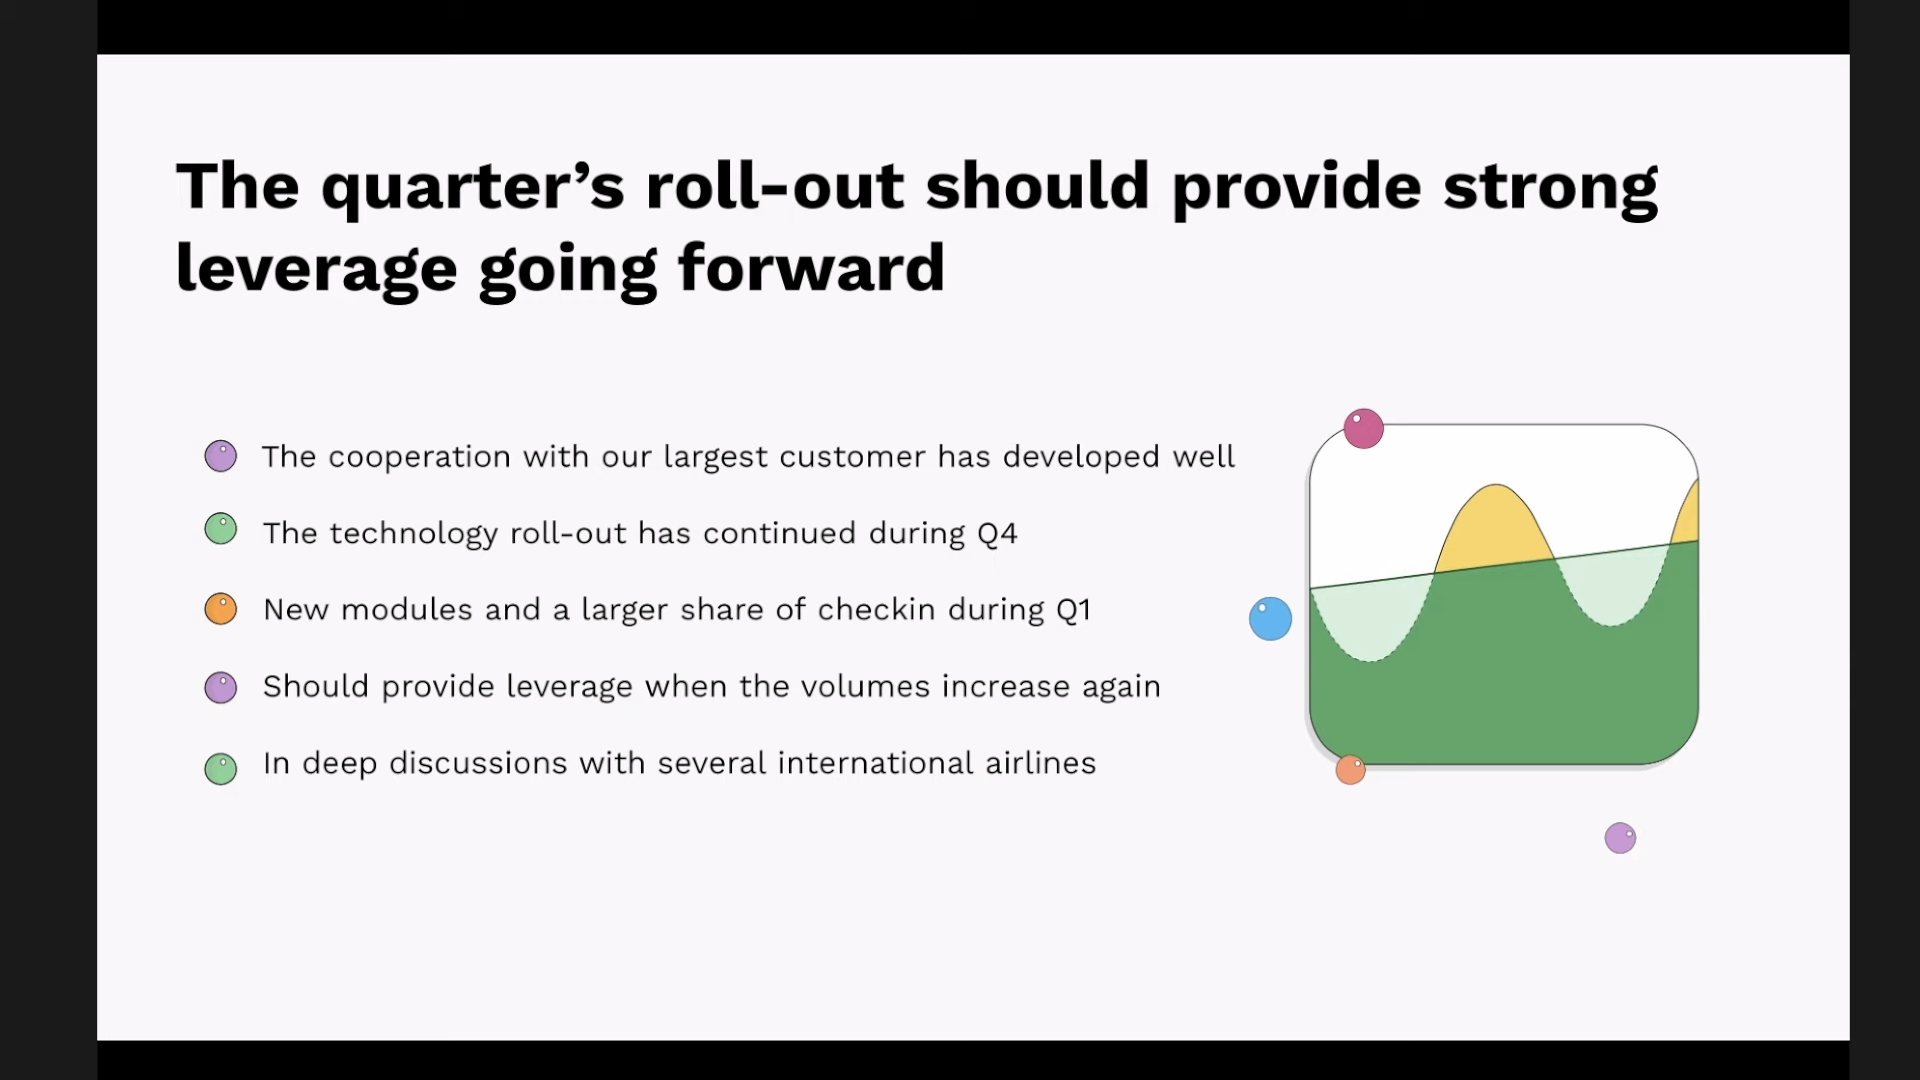 The quarter’s roll-out should provide strong
leverage going forward
The cooperation with our largest customer has developed well
The technology roll-out has continued during Q4
New modules and a larger share of checkin during Q1
Should provide leverage when the volumes increase again
In deep discussions with several international airlines